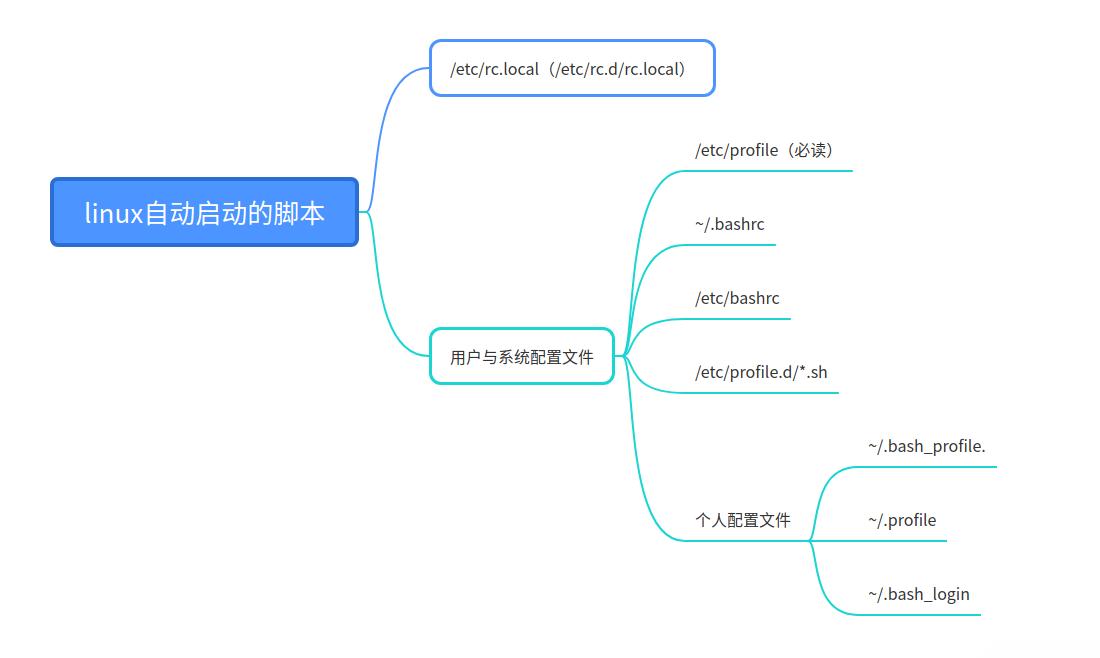 linux自动启动的脚本
/etc/rc.local（/etc/rc.d/rc.local）
用户与系统配置文件
/etc/profile（必读）
~/.bashrc
/etc/bashrc
/etc/profile.d/*.sh
个人配置文件
~/.bash_profile.
~/.profile
~/.bash_login